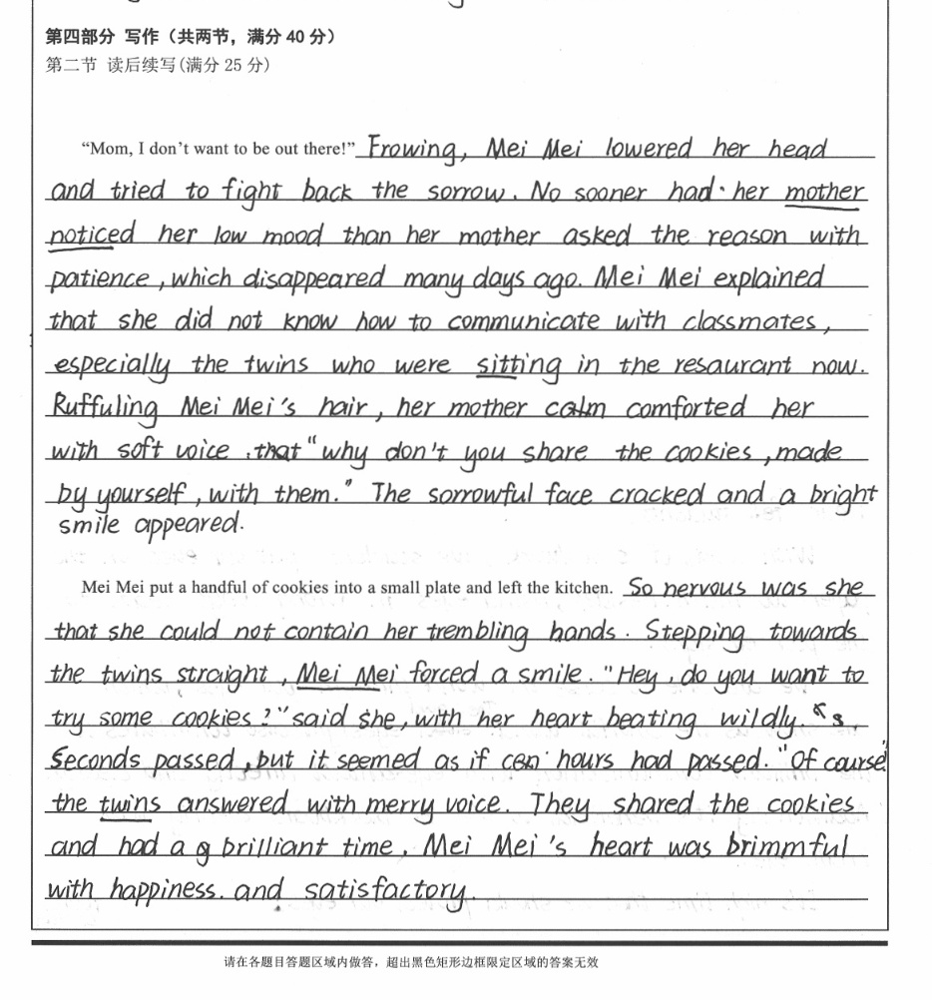 第四部分 写作（共两节，满分 40 分）
第二节 读后续写(满分 25 分)
“Mom, I don't want to be out there!” Frowing, Mei Mei lowered her head
and tried to fight back the sorrow. No sooner had her mother
noticed her low mood than her mother asked the reason with
patience, which disappeared many days ago. Mei Mei explained
that she did not know how to communicate with classmates,
especially the twins who were sitting in the resaurant now.
Ruffuling Mei Mei's hair, her mother calm comforted her
with soft voice, that “why don't you share the cookies, made
by yourself, with them.” The sorrowful face cracked and a bright
smile appeared.
Mei Mei put a handful of cookies into a small plate and left the kitchen. So nervous was she
that she could not contain her trembling hands. Stepping towards
the twins straight, Mei Mei forced a smile. "Hey, do you want to
try some cookies?" said she, with her heart beating wildly.
Seconds passed, but it seemed as if hours had passed. "Of course"
the twins answered with merry voice. They shared the cookies
and had a brilliant time, Mei Mei's heart was brimmful
with happiness. and satisfactory.
请在各题目答题区域内做答，超出黑色矩形边框限定区域的答案无效